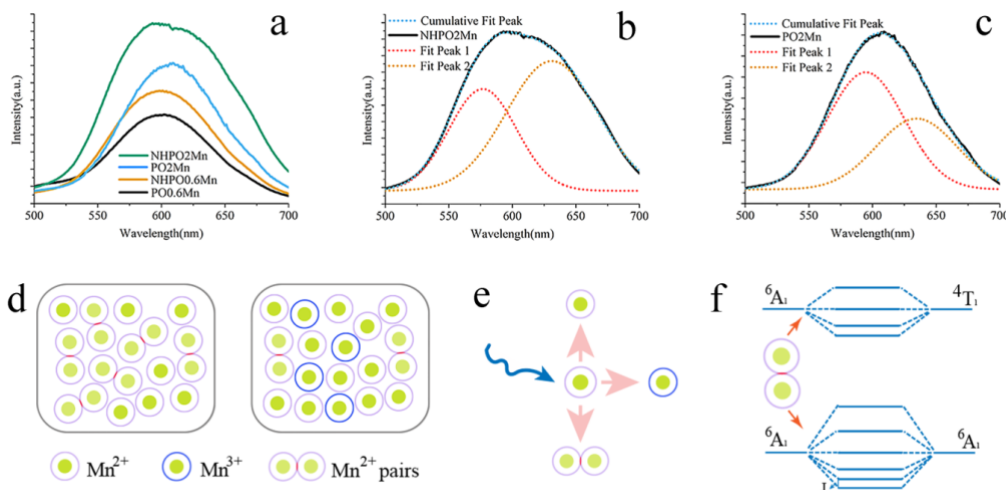 a
Intensity(a.u.)
NHPO2Mn
PO2Mn
NHPO0.6Mn
PO0.6Mn
500 550 600 650 700
Wavelength(nm)
b
Intensity(a.u.)
Cumulative Fit Peak
NHPO2Mn
Fit Peak 1
Fit Peak 2
500 550 600 650 700
Wavelength(nm)
c
Intensity(a.u.)
Cumulative Fit Peak
PO2Mn
Fit Peak 1
Fit Peak 2
500 550 600 650 700
Wavelength(nm)
d
Mn²⁺ Mn³⁺ Mn²⁺ pairs
e
f
⁶A₁ ⁴T₁
⁶A₁ ⁶A₁